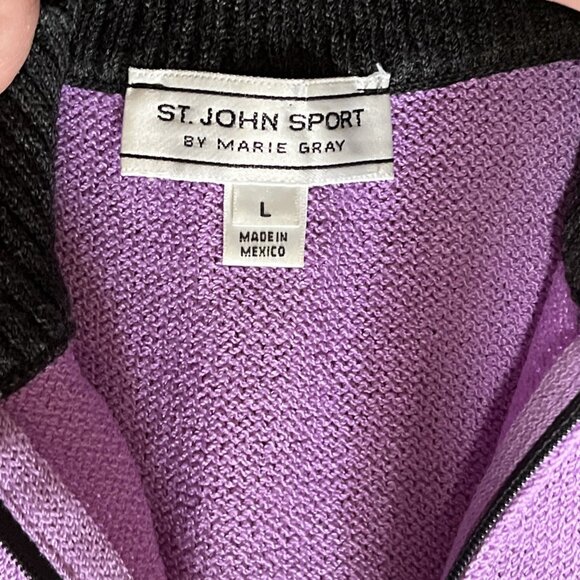 ST. JOHN SPORT
BY MARIE GRAY
L
MADE IN
MEXICO